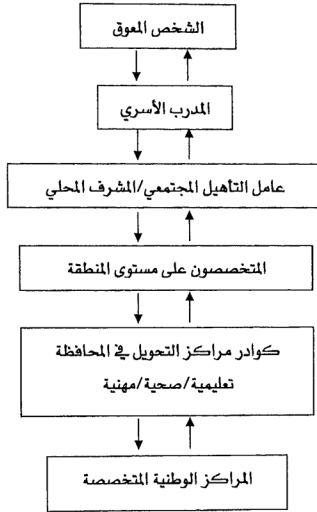 الشخص المعوق
المدرب الأسري
عامل التأهيل المجتمعي/المشرف المحلي
المتخصصون على مستوى المنطقة
كوادر مراكز التحويل في المحافظة
تعليمية/صحية/مهنية
المراكز الوطنية المتخصصة